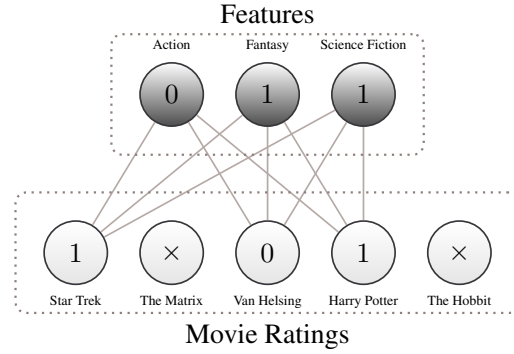 Features
Action Fantasy Science Fiction
0 1 1
1 × 0 1 ×
Star Trek The Matrix Van Helsing Harry Potter The Hobbit
Movie Ratings